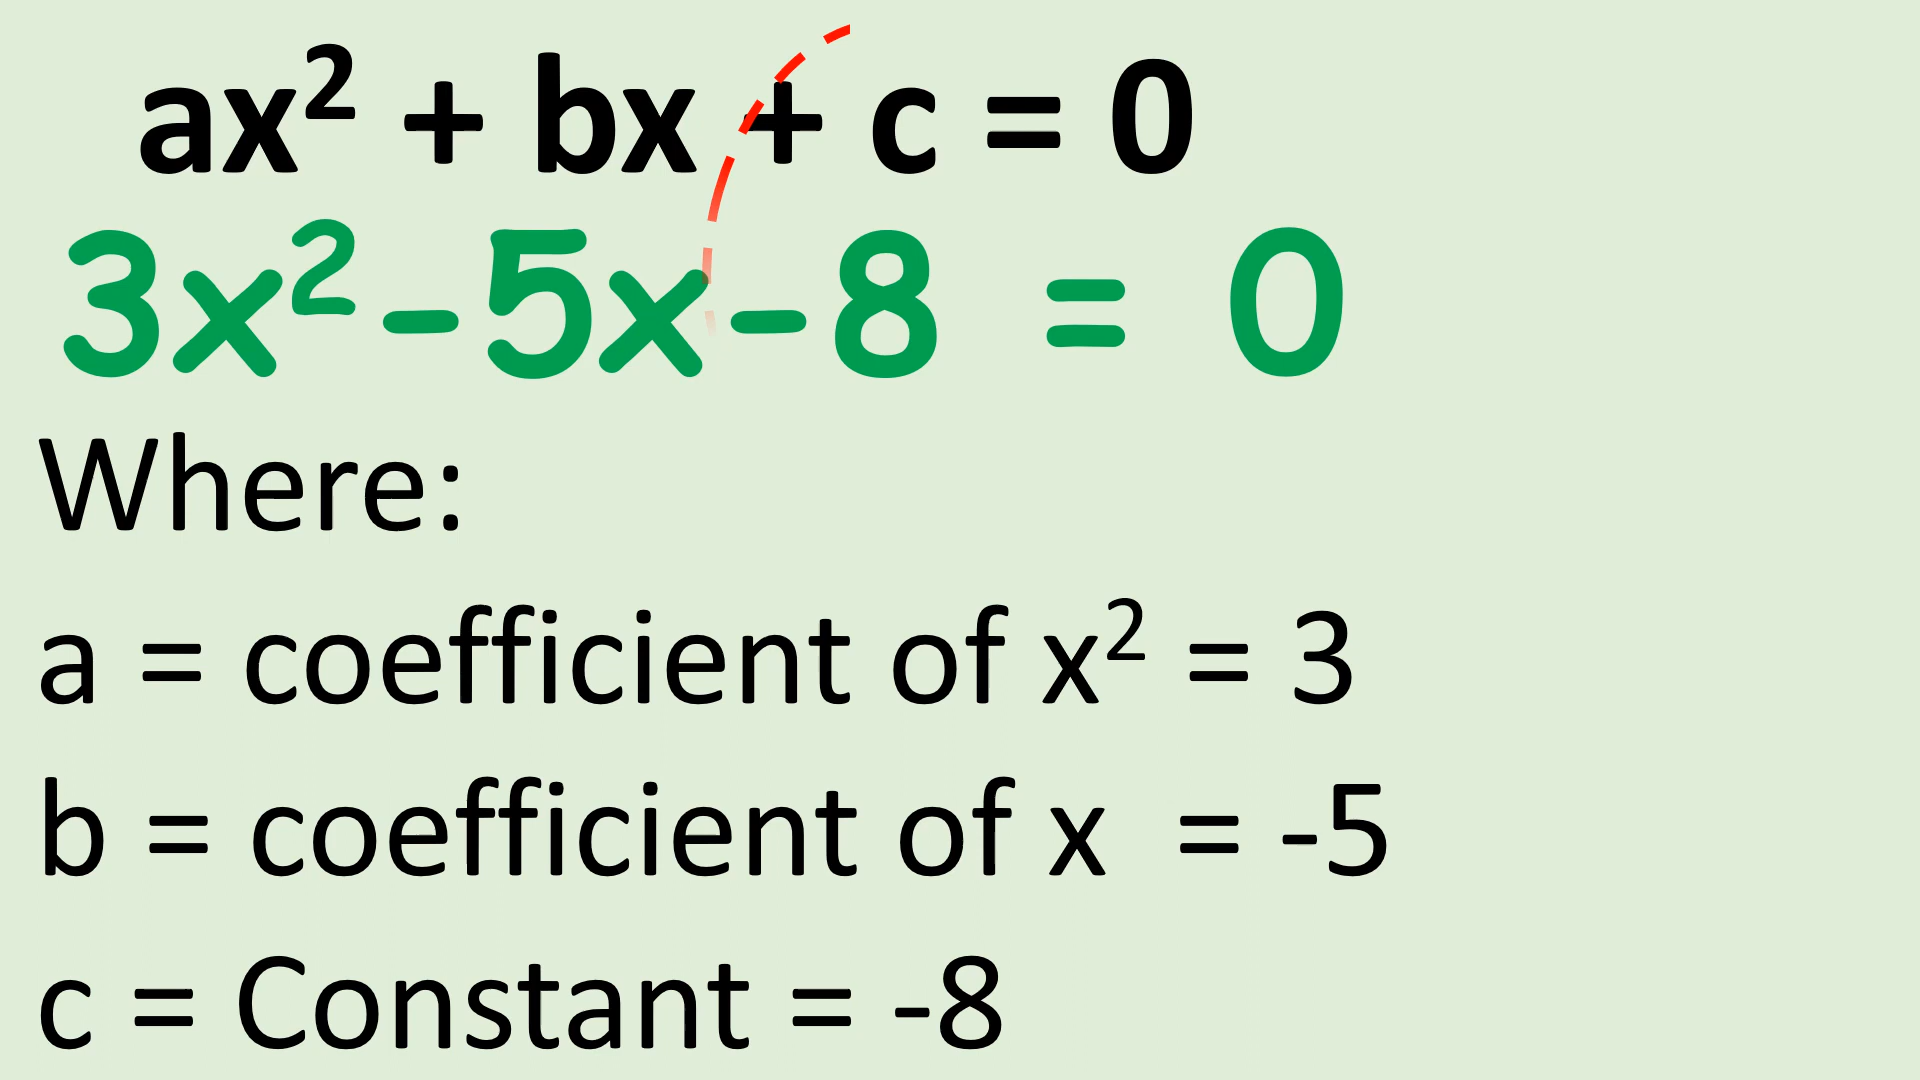 ax² + bx + c = 0
3x²-5x-8 = 0
Where:
a = coefficient of x² = 3
b = coefficient of x = -5
c = Constant = -8